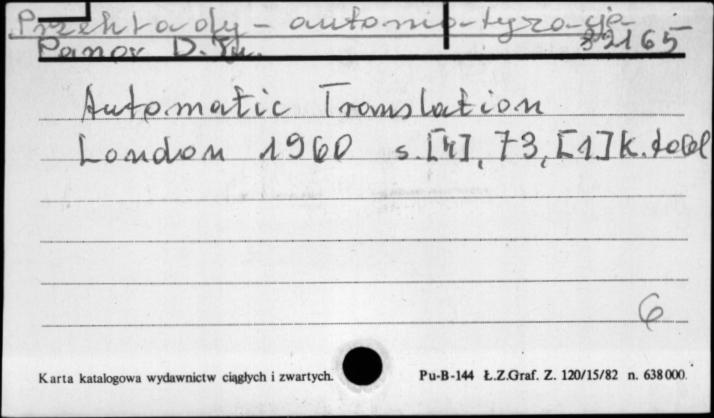 Przekłady - automatyzacja
Panov D. Ju. 32165
Automatic Translation
London 1960 s. [4], 73, [1] k. tabl
6
Karta katalogowa wydawnictw ciągłych i zwartych. Pu-B-144 Ł.Z.Graf. Z. 120/15/82 n. 638000.